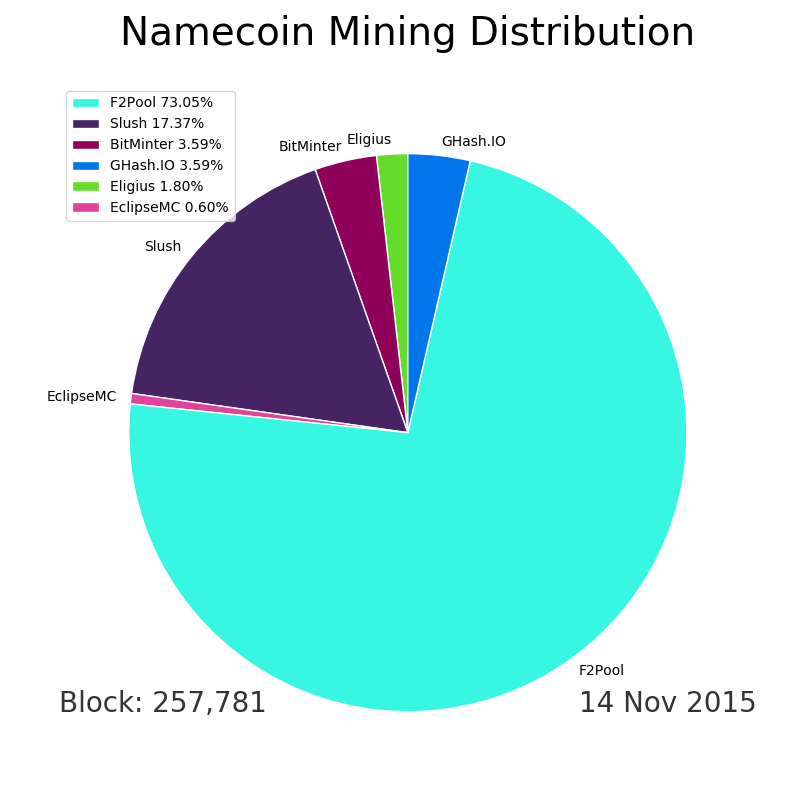 Namecoin Mining Distribution
F2Pool 73.05%
Slush 17.37%
BitMinter 3.59%
GHash.IO 3.59%
Eligius 1.80%
EclipseMC 0.60%
BitMinter
Eligius
GHash.IO
Slush
EclipseMC
F2Pool
Block: 257,781
14 Nov 2015